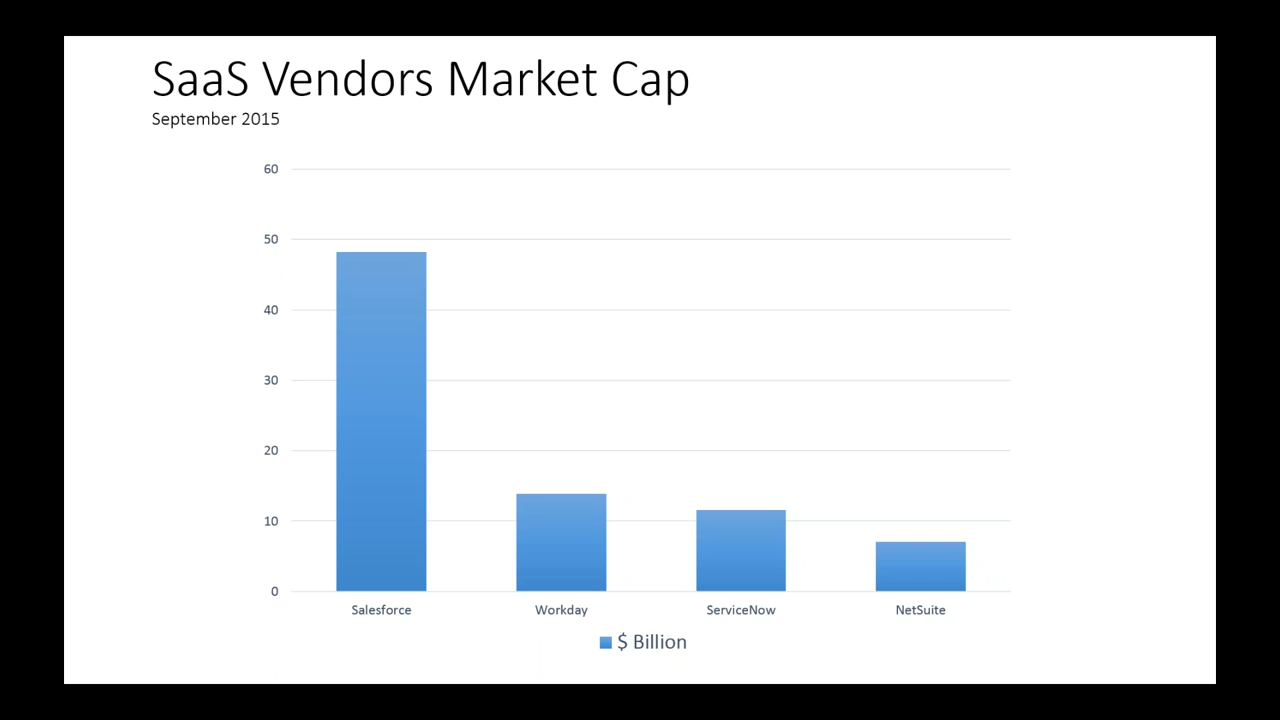 SaaS Vendors Market Cap
September 2015
60
50
40
30
20
10
0
Salesforce Workday ServiceNow NetSuite
$ Billion